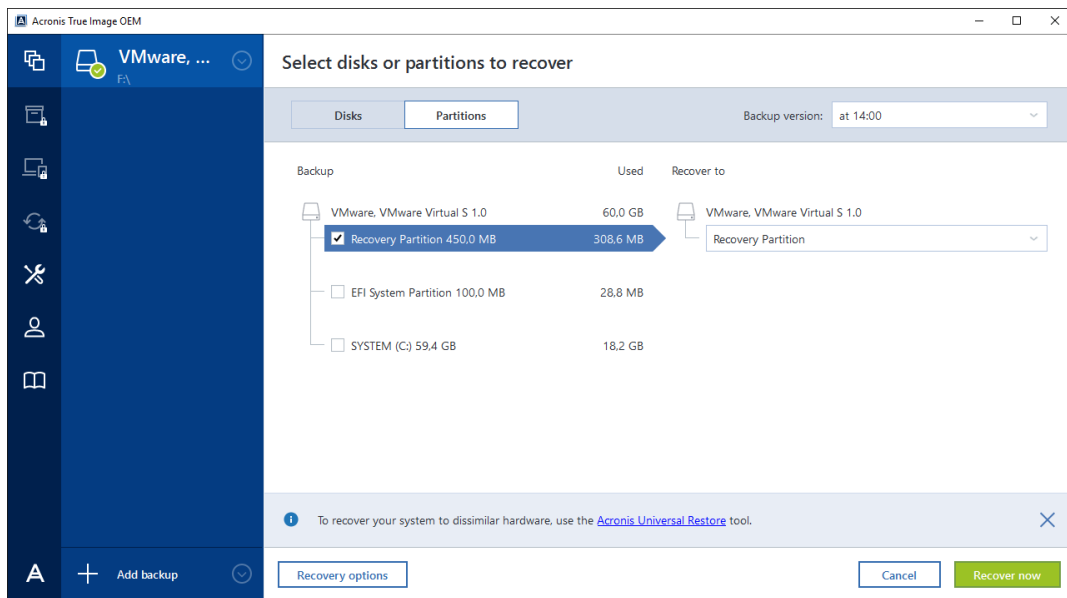 Acronis True Image OEM
VMware, ...
F:\
Select disks or partitions to recover
Disks
Partitions
Backup version:
at 14:00
Backup
Used
Recover to
VMware, VMware Virtual S 1.0
60,0 GB
VMware, VMware Virtual S 1.0
Recovery Partition 450,0 MB
308,6 MB
Recovery Partition
EFI System Partition 100,0 MB
28,8 MB
SYSTEM (C:) 59,4 GB
18,2 GB
To recover your system to dissimilar hardware, use the Acronis Universal Restore tool.
Add backup
Recovery options
Cancel
Recover now